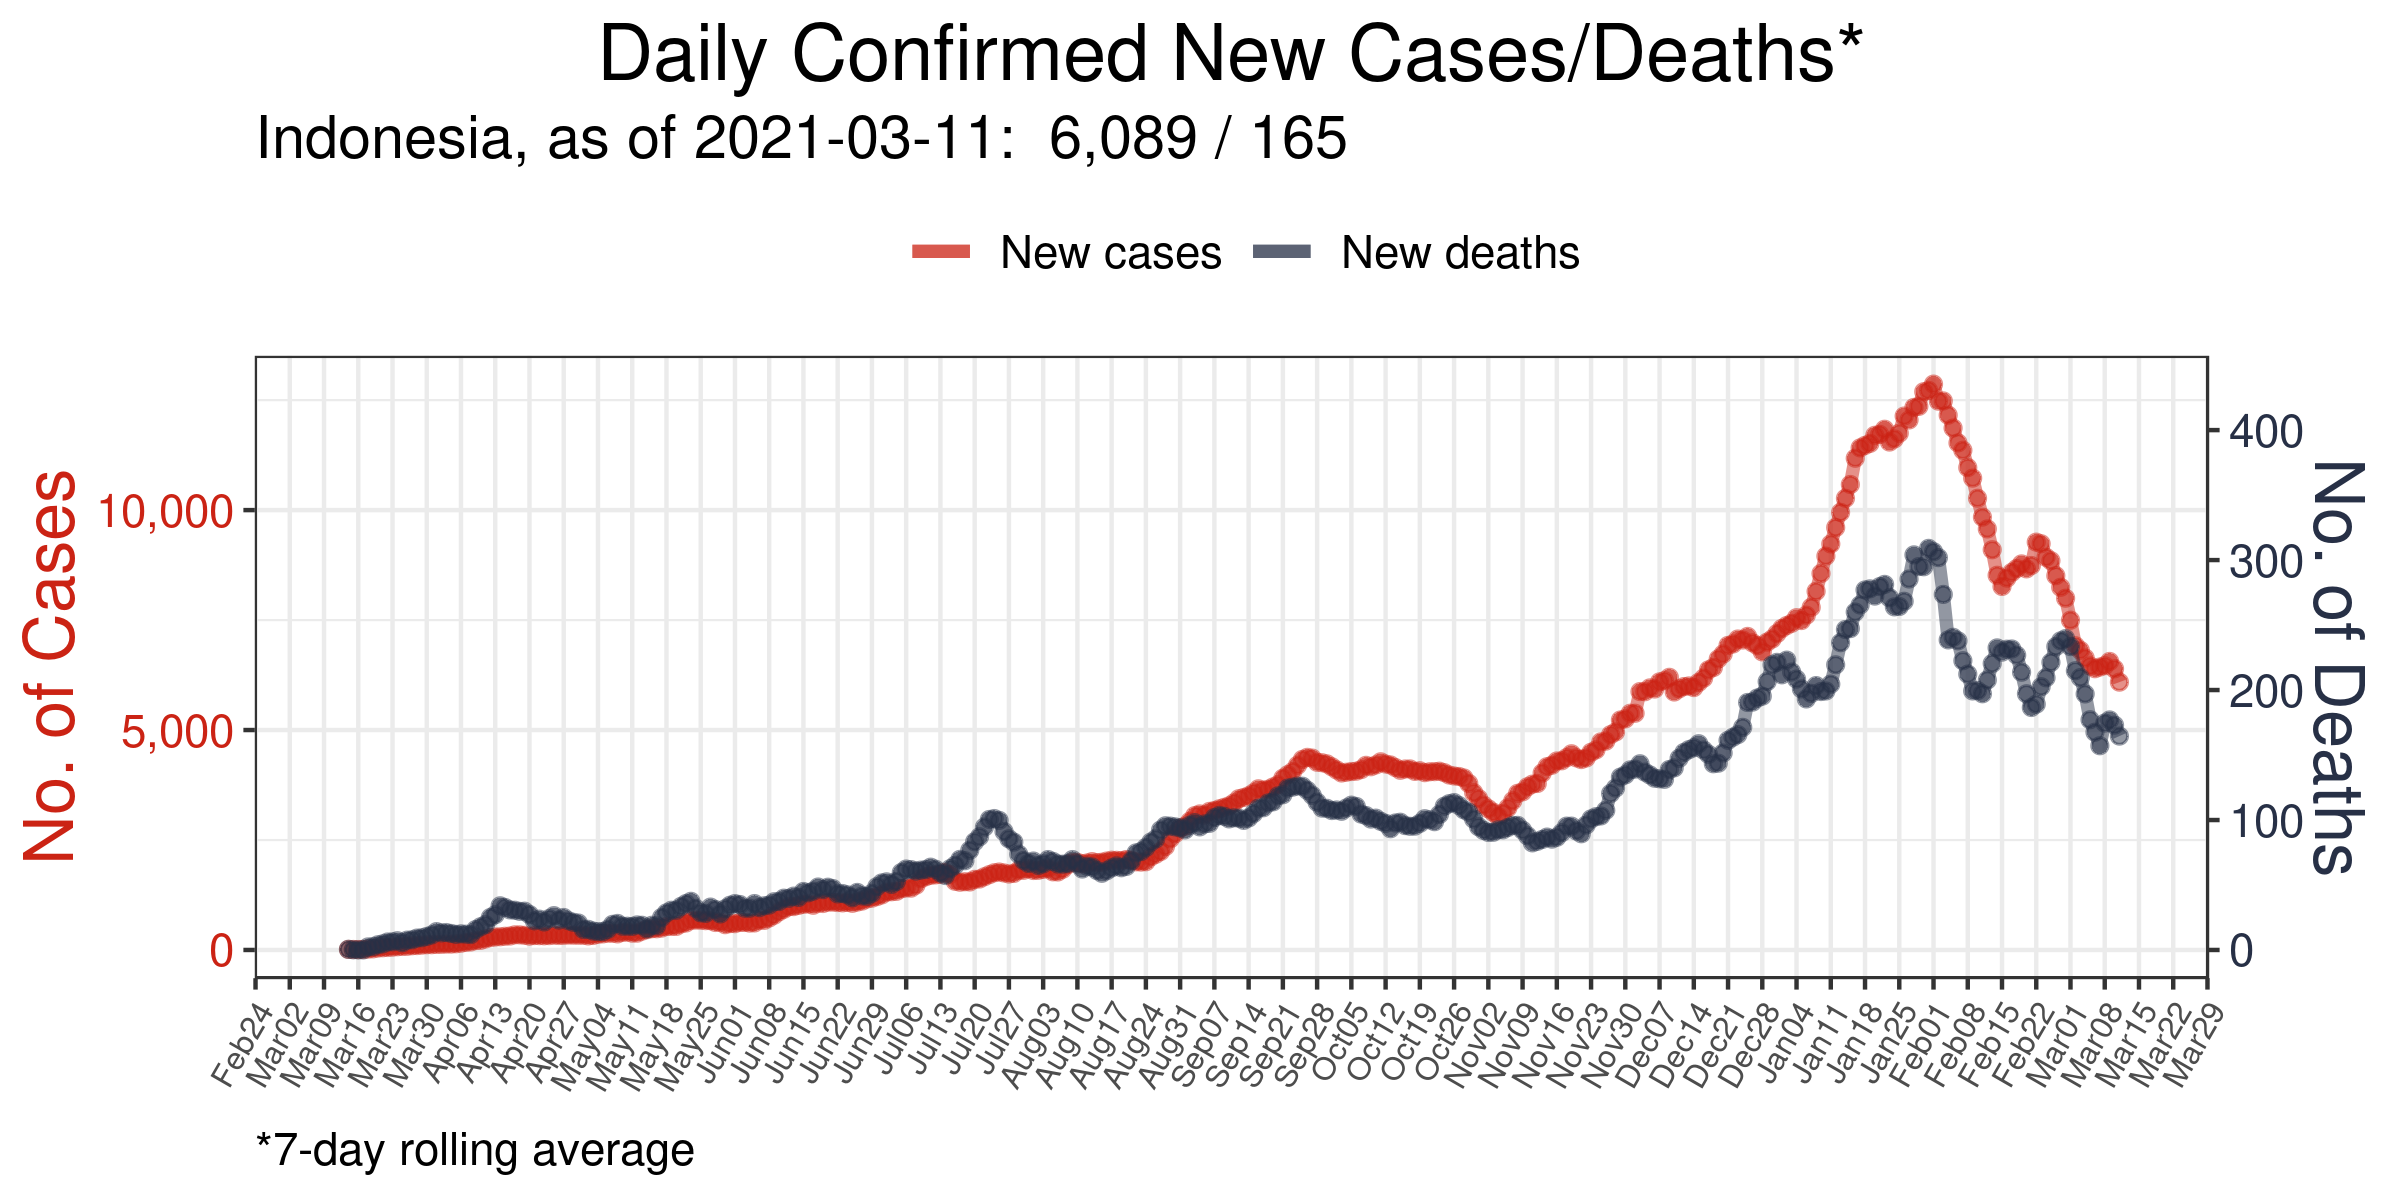 Daily Confirmed New Cases/Deaths*
Indonesia, as of 2021-03-11:  6,089 / 165
New cases
New deaths
No. of Cases
10,000
5,000
0
400
300
200
100
0
No. of Deaths
Feb24
Mar02
Mar09
Mar16
Mar23
Mar30
Apr06
Apr13
Apr20
Apr27
May04
May11
May18
May25
Jun01
Jun08
Jun15
Jun22
Jun29
Jul06
Jul13
Jul20
Jul27
Aug03
Aug10
Aug17
Aug24
Aug31
Sep07
Sep14
Sep21
Sep28
Oct05
Oct12
Oct19
Oct26
Nov02
Nov09
Nov16
Nov23
Nov30
Dec07
Dec14
Dec21
Dec28
Jan04
Jan11
Jan18
Jan25
Feb01
Feb08
Feb15
Feb22
Mar01
Mar08
Mar15
Mar22
Mar29
*7-day rolling average